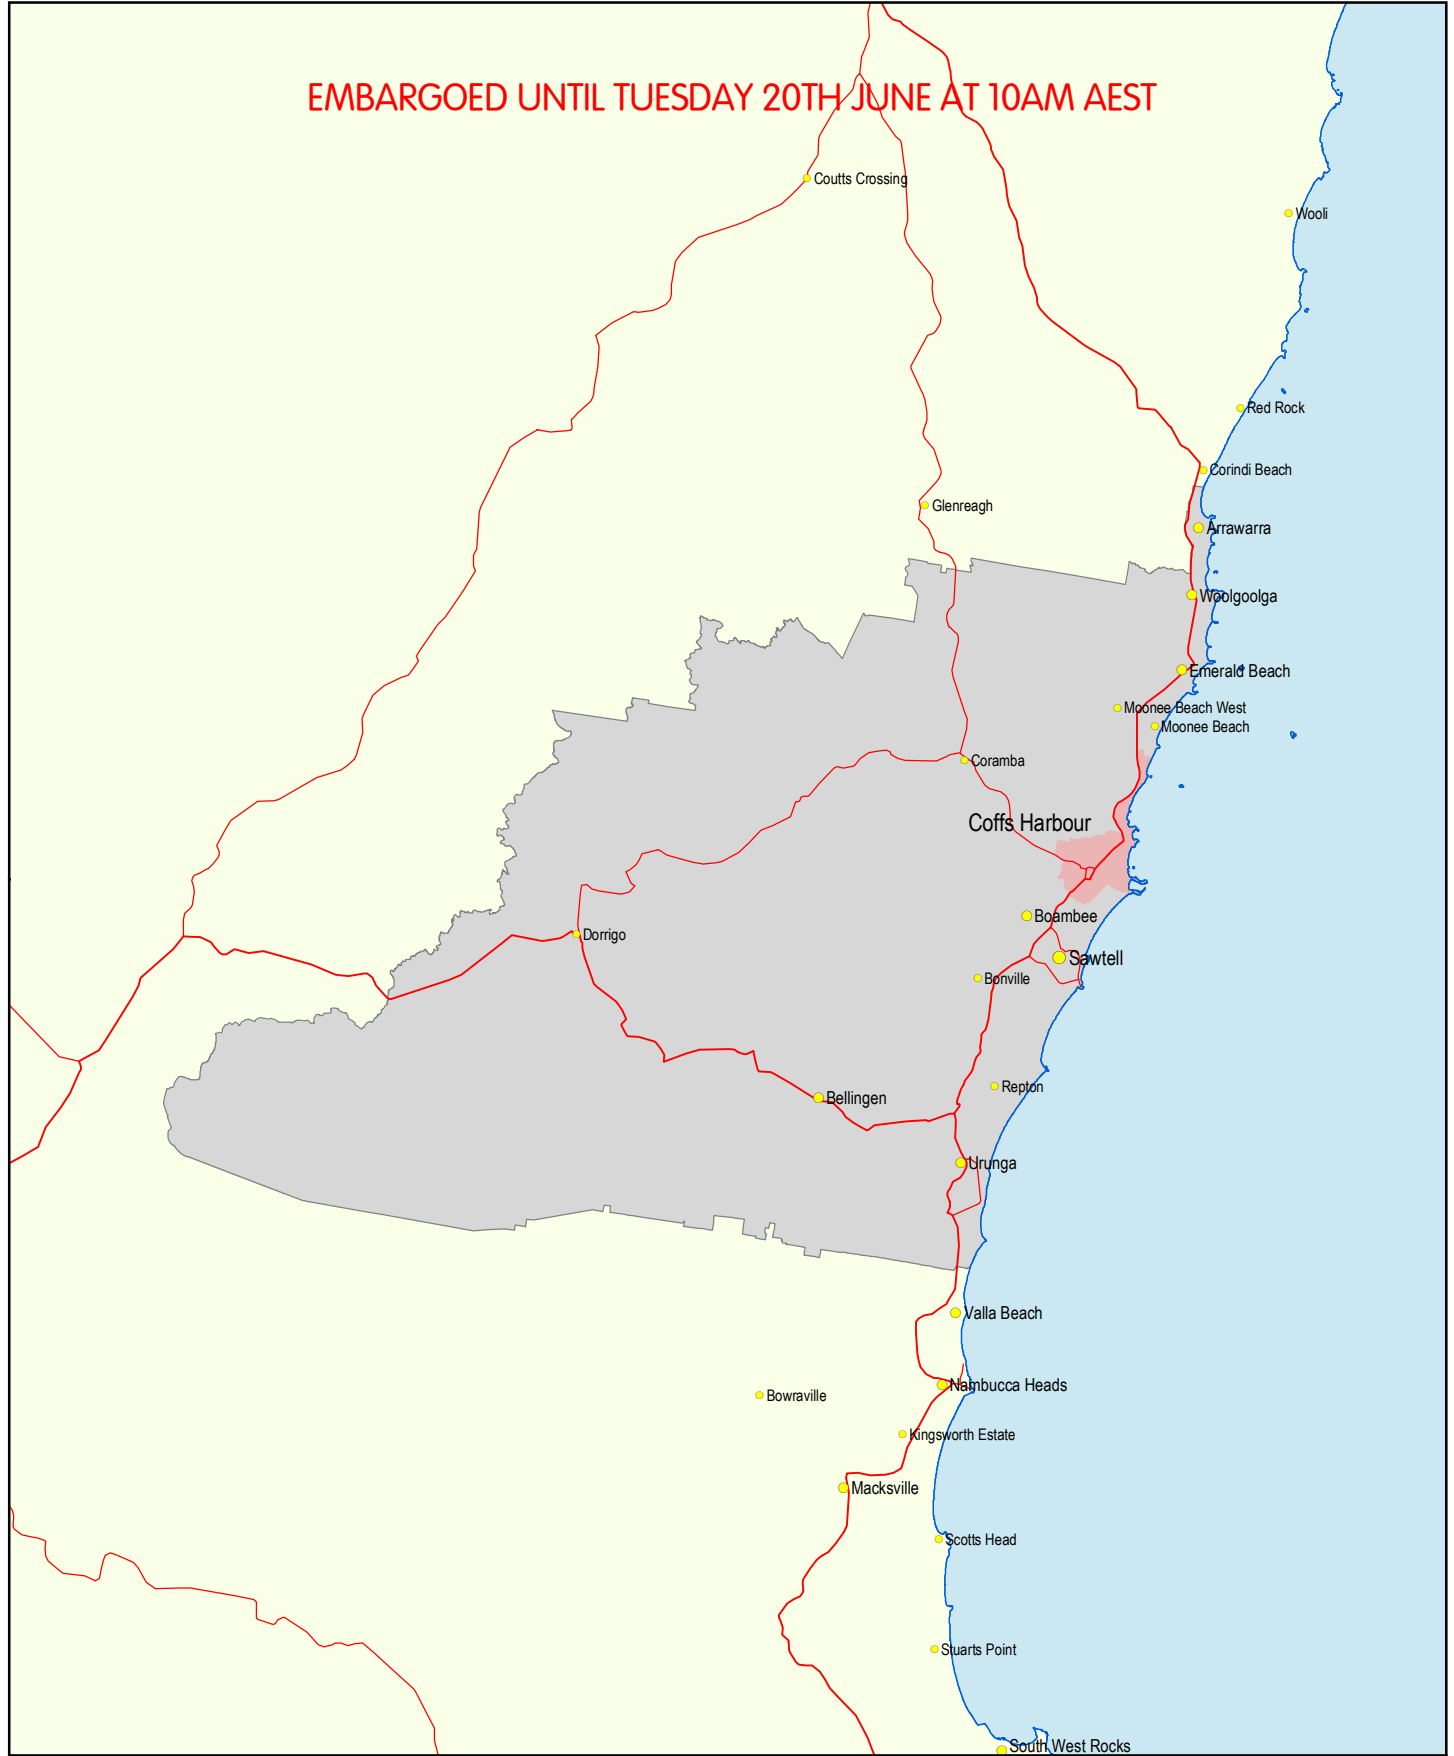 EMBARGOED UNTIL TUESDAY 20TH JUNE AT 10AM AEST
Coutts Crossing
Wooli
Red Rock
Corindi Beach
Glenreagh
Arrawarra
Woolgoolga
Emerald Beach
Moonee Beach West
Moonee Beach
Coramba
Coffs Harbour
Boambee
Dorrigo
Sawtell
Bonville
Repton
Bellingen
Urunga
Valla Beach
Nambucca Heads
Bowraville
Kingsworth Estate
Macksville
Scotts Head
Stuarts Point
South West Rocks